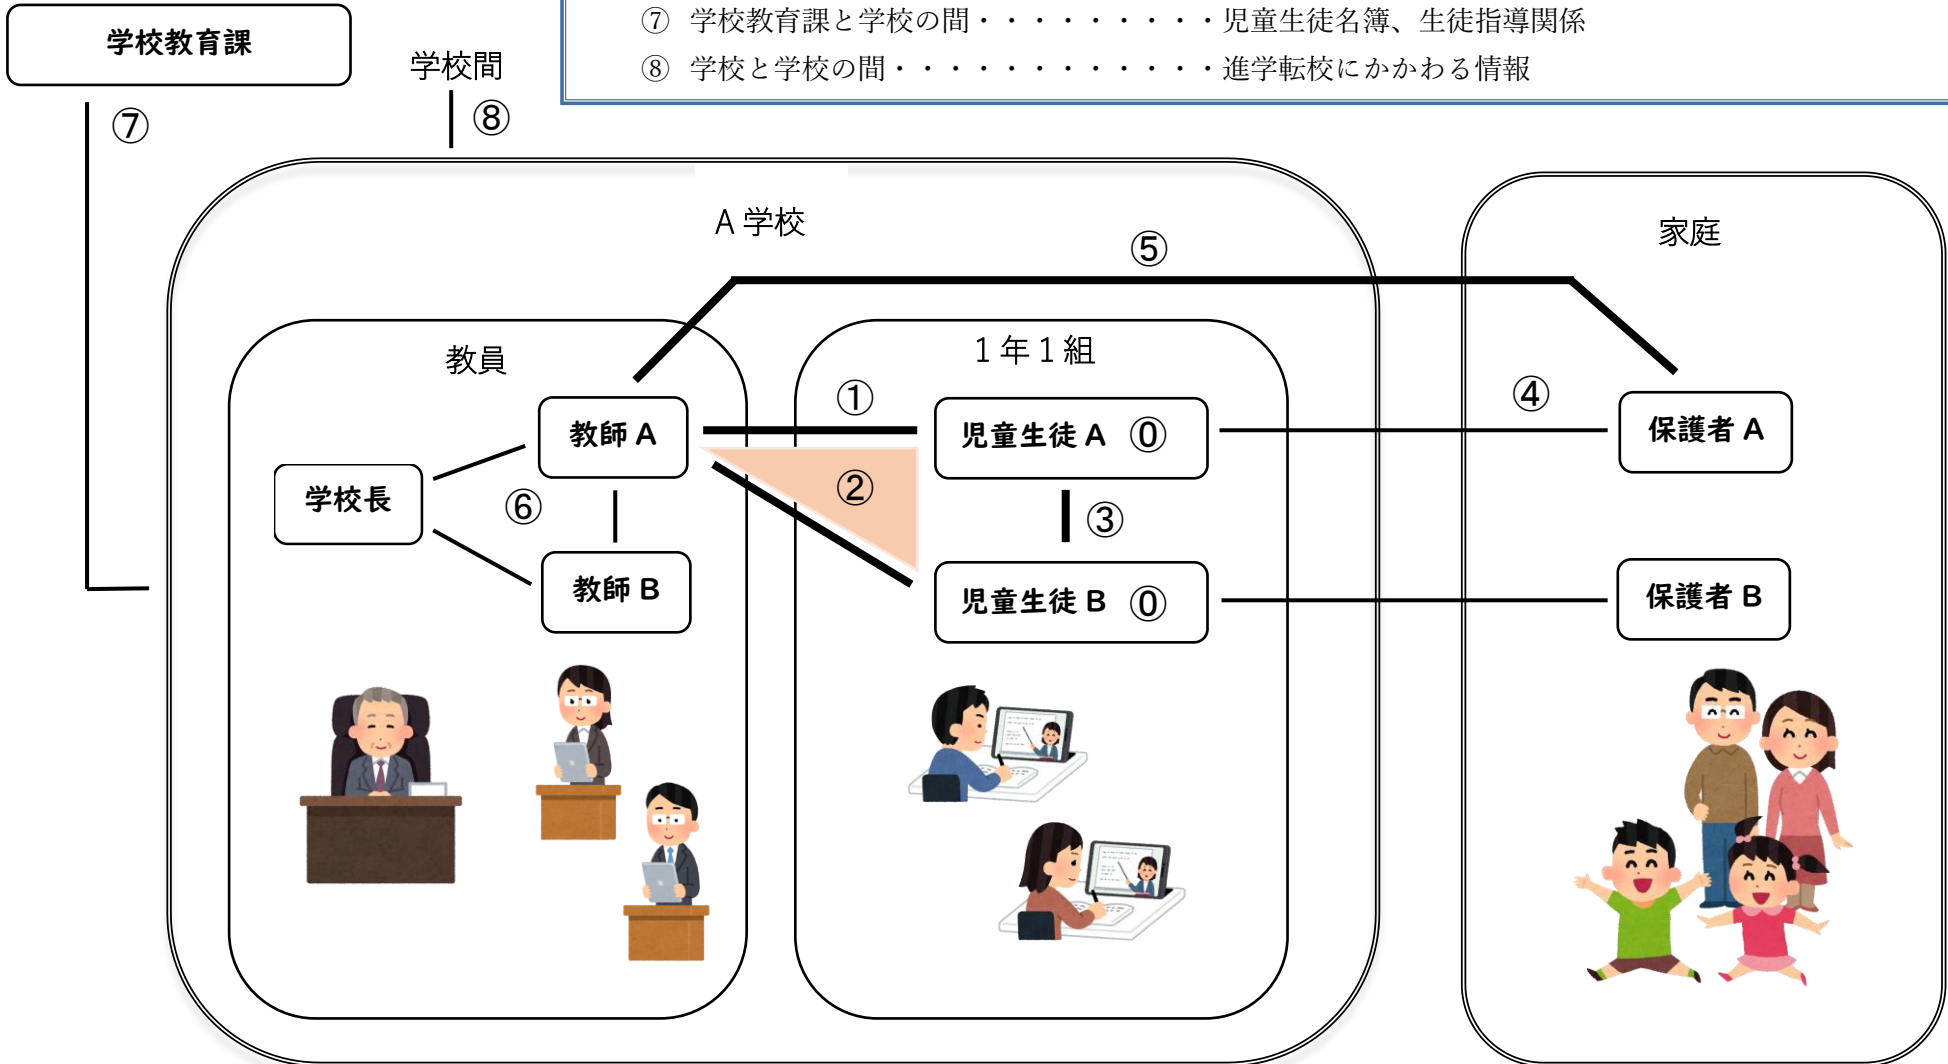 学校教育課
学校間
⑦ 学校教育課と学校の間・・・・・・・・・児童生徒名簿、生徒指導関係
⑧ 学校と学校の間・・・・・・・・・・・・進学転校にかかわる情報
⑦
⑧
A 学校
家庭
⑤
教員
1 年 1 組
①
④
教師 A
児童生徒 A ⓪
保護者 A
学校長
⑥
②
③
教師 B
児童生徒 B ⓪
保護者 B